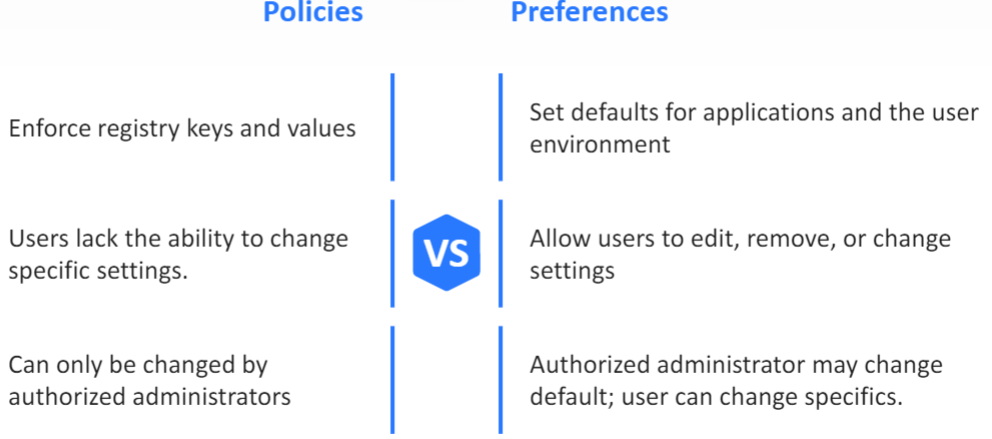 Policies
Preferences
Enforce registry keys and values
Set defaults for applications and the user
environment
Users lack the ability to change
specific settings.
VS
Allow users to edit, remove, or change
settings
Can only be changed by
authorized administrators
Authorized administrator may change
default; user can change specifics.